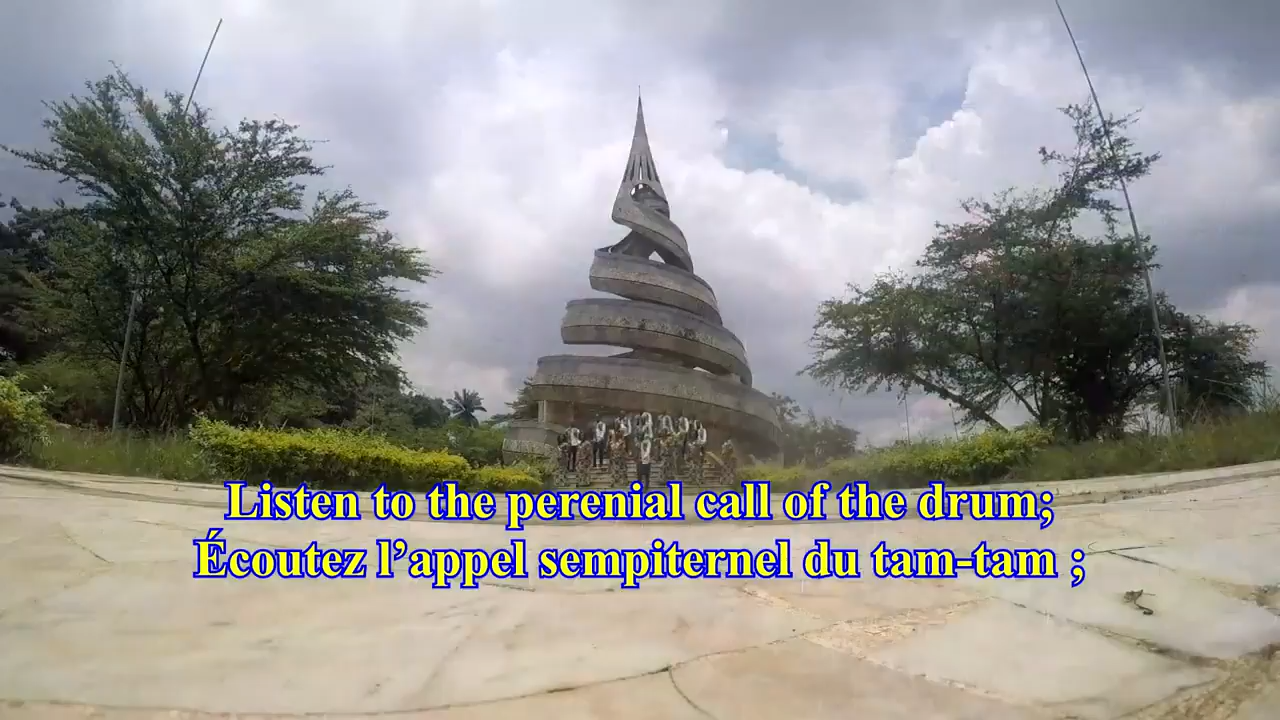 Listen to the perenial call of the drum;
Écoutez l’appel sempiternel du tam-tam ;